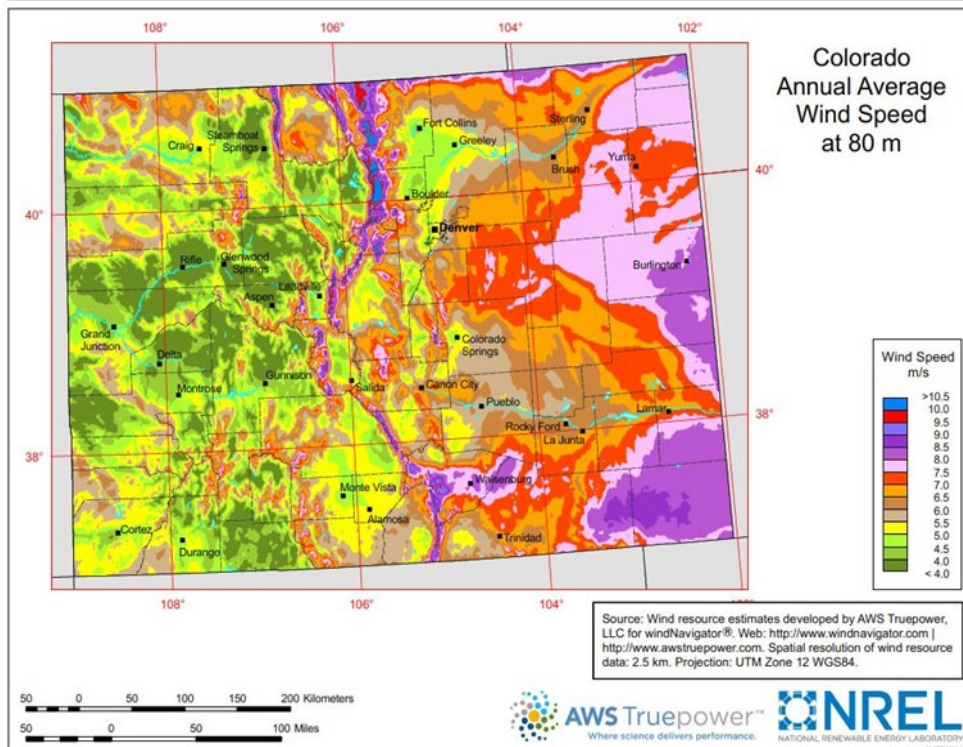 108°
106°
104°
102°
Colorado
Annual Average
Wind Speed
at 80 m
Fort Collins
Sterling
Steamboat
Springs
Craig
Greeley
Brush
Yuma
40°
40°
Boulder
Denver
Rifle
Glenwood
Springs
Burlington
Leadville
Aspen
Grand
Junction
Colorado
Springs
Delta
Gunnison
Montrose
Salida
Canon City
Pueblo
Rocky Ford
La Junta
Lamar
38°
38°
Monte Vista
Walsenburg
Alamosa
Cortez
Durango
Trinidad
108°
106°
104°
Wind Speed
m/s
>10.5
10.0
9.5
9.0
8.5
8.0
7.5
7.0
6.5
6.0
5.5
5.0
4.5
4.0
< 4.0
Source: Wind resource estimates developed by AWS Truepower,
LLC for windNavigator®. Web: http://www.windnavigator.com |
http://www.awstruepower.com. Spatial resolution of wind resource
data: 2.5 km. Projection: UTM Zone 12 WGS84.
50 0 50 100 150 200 Kilometers
50 0 50 100 Miles
AWS Truepower™
Where science delivers performance.
NREL
NATIONAL RENEWABLE ENERGY LABORATORY